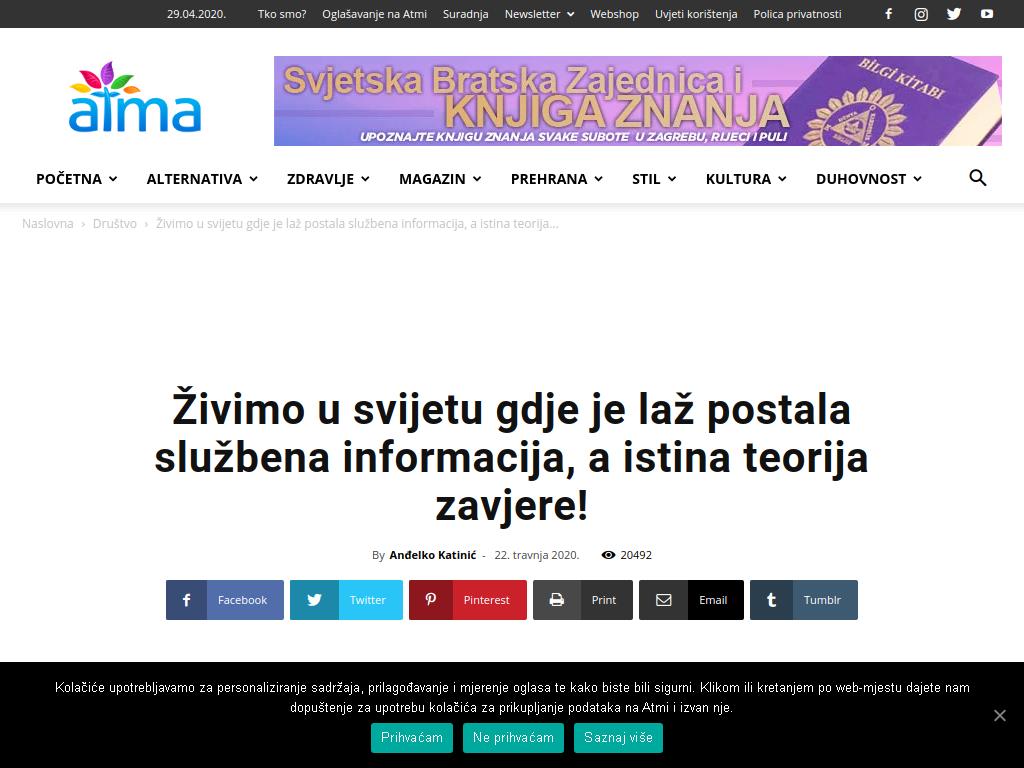 29.04.2020. Tko smo? Oglašavanje na Atmi Suradnja Newsletter Webshop Uvjeti korištenja Polica privatnosti
atma
Svjetska Bratska Zajednica i
KNJIGA ZNANJA
UPOZNAJTE KNJIGU ZNANJA SVAKE SUBOTE U ZAGREBU, RIJECI I PULI
BİLGİ KİTABI
POČETNA ALTERNATIVA ZDRAVLJE MAGAZIN PREHRANA STIL KULTURA DUHOVNOST
Naslovna › Društvo › Živimo u svijetu gdje je laž postala službena informacija, a istina teorija...
Živimo u svijetu gdje je laž postala
službena informacija, a istina teorija
zavjere!
By Anđelko Katinić - 22. travnja 2020. 20492
Facebook Twitter Pinterest Print Email Tumblr
Kolačiće upotrebljavamo za personaliziranje sadržaja, prilagođavanje i mjerenje oglasa te kako biste bili sigurni. Klikom ili kretanjem po web-mjestu dajete nam
dopuštenje za upotrebu kolačića za prikupljanje podataka na Atmi i izvan nje.
Prihvaćam Ne prihvaćam Saznaj više